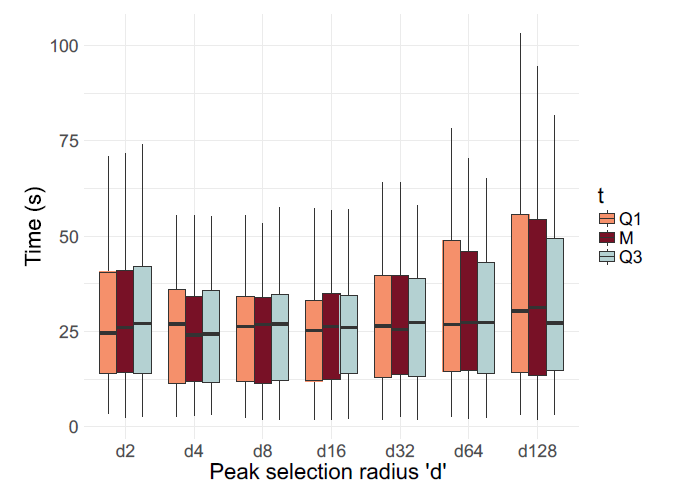 100
75
50
25
0
Time (s)
d2 d4 d8 d16 d32 d64 d128
Peak selection radius 'd'
t
Q1
M
Q3